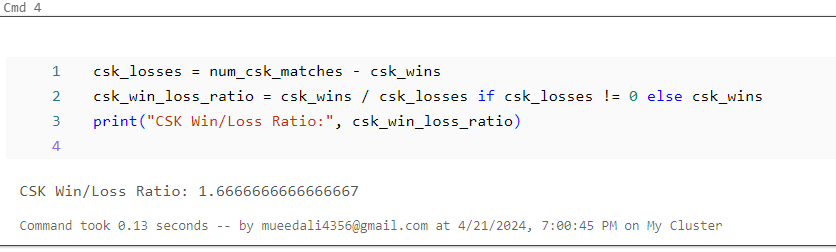 Cmd 4
1 csk_losses = num_csk_matches - csk_wins
2 csk_win_loss_ratio = csk_wins / csk_losses if csk_losses != 0 else csk_wins
3 print("CSK Win/Loss Ratio:", csk_win_loss_ratio)
4
CSK Win/Loss Ratio: 1.6666666666666667
Command took 0.13 seconds -- by mueedali4356@gmail.com at 4/21/2024, 7:00:45 PM on My Cluster